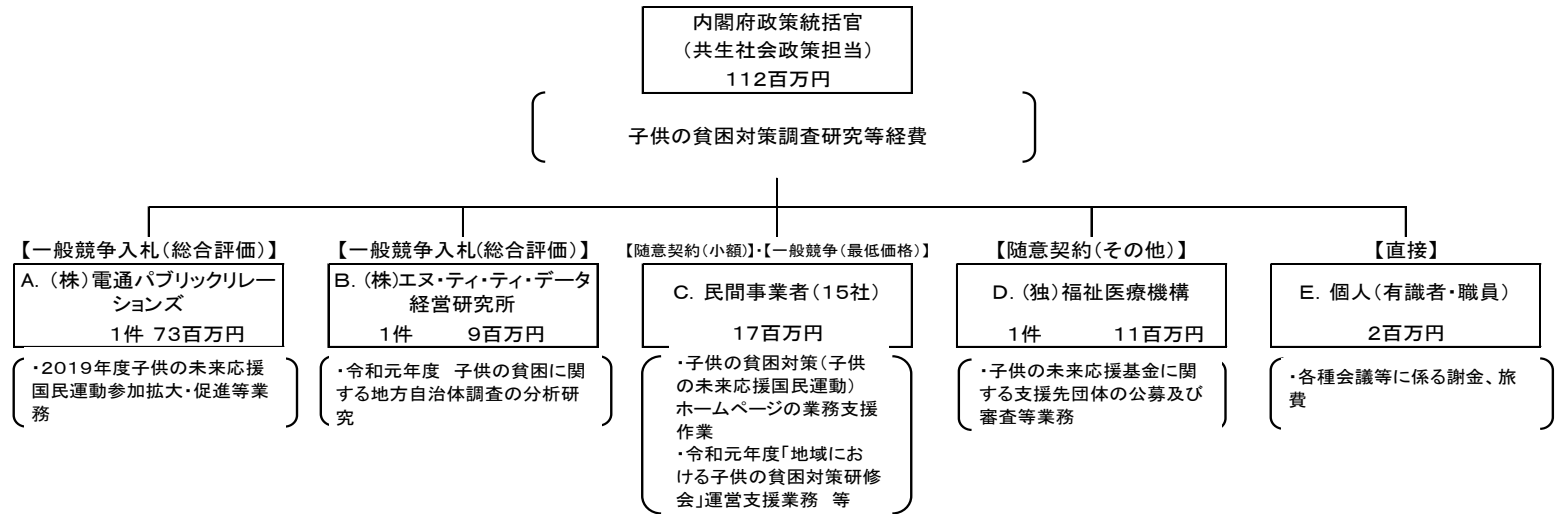 内閣府政策統括官
（共生社会政策担当）
112百万円
子供の貧困対策調査研究等経費
【一般競争入札（総合評価）】
A．（株）電通パブリックリレー
ションズ
1件 73百万円
・2019年度子供の未来応援
国民運動参加拡大・促進等業
務
【一般競争入札（総合評価）】
B．（株）エヌ・ティ・ティ・データ
経営研究所
1件　　9百万円
・令和元年度　子供の貧困に関
する地方自治体調査の分析研
究
【随意契約（小額）】・【一般競争（最低価格）】
C．民間事業者（15社）
17百万円
・子供の貧困対策（子供
の未来応援国民運動）
ホームページの業務支援
作業
・令和元年度「地域にお
ける子供の貧困対策研修
会」運営支援業務　等
【随意契約（その他）】
D．（独）福祉医療機構
1件　　11百万円
・子供の未来応援基金に関
する支援先団体の公募及び
審査等業務
【直接】
E．個人（有識者・職員）
2百万円
・各種会議等に係る謝金、旅
費